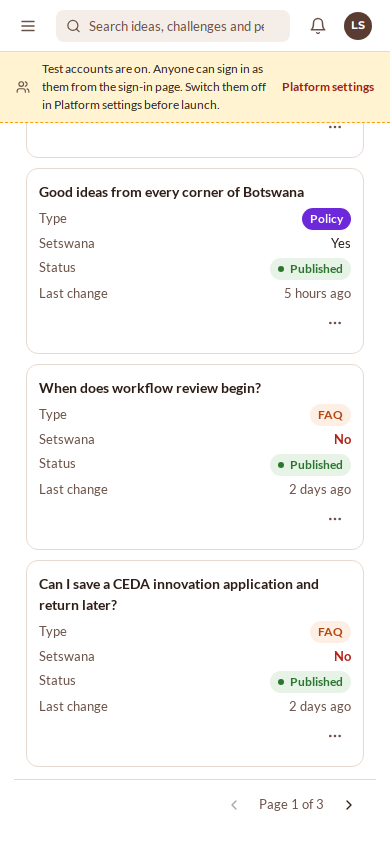 Search ideas, challenges and pe
LS
Test accounts are on. Anyone can sign in as
them from the sign-in page. Switch them off
in Platform settings before launch.
Platform settings
Good ideas from every corner of Botswana
Type Policy
Setswana Yes
Status Published
Last change 5 hours ago
When does workflow review begin?
Type FAQ
Setswana No
Status Published
Last change 2 days ago
Can I save a CEDA innovation application and
return later?
Type FAQ
Setswana No
Status Published
Last change 2 days ago
Page 1 of 3